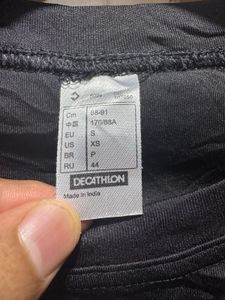 Cm 88-91
中国 170/88A
EU S
US XS
BR P
RU 44
DECATHLON
Made in India